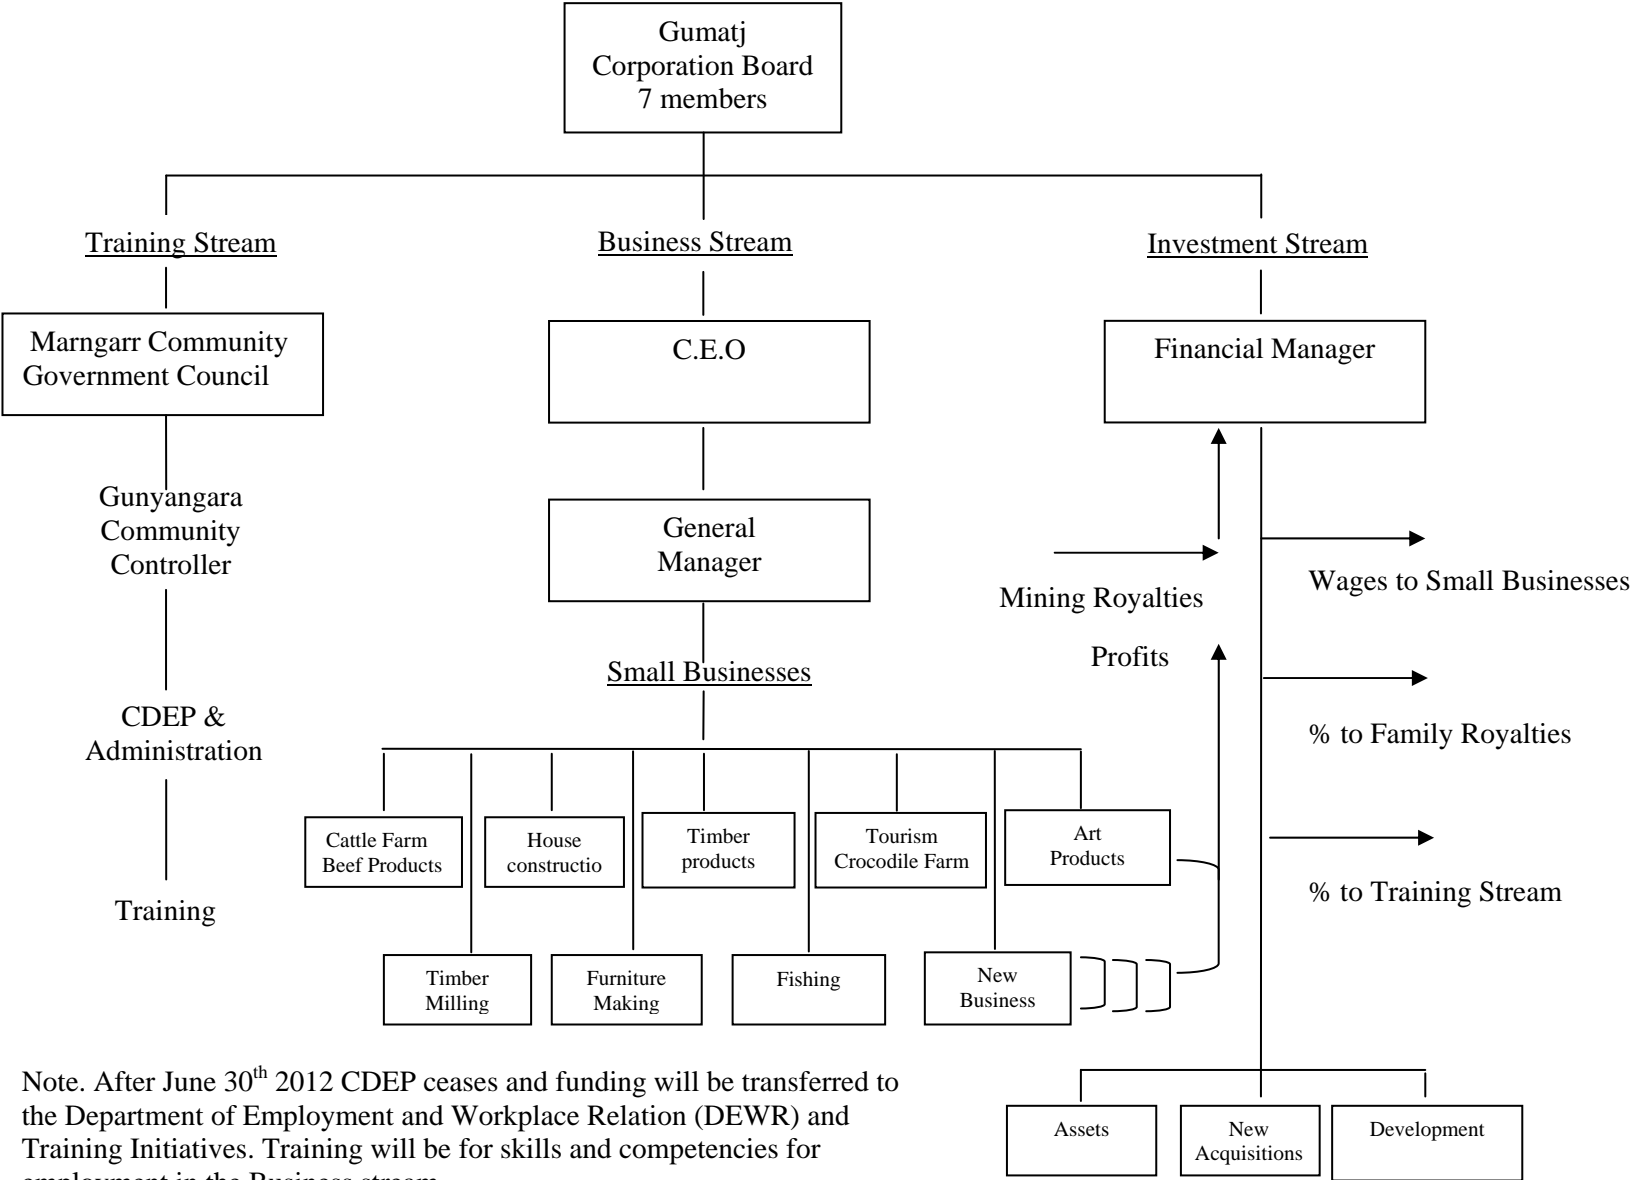 Gumatj
Corporation Board
7 members
Training Stream
Business Stream
Investment Stream
Marngarr Community
Government Council
C.E.O
Financial Manager
Gunyangara
Community
Controller
General
Manager
Mining Royalties
Wages to Small Businesses
Profits
Small Businesses
CDEP &
Administration
% to Family Royalties
Cattle Farm
Beef Products
House
constructio
Timber
products
Tourism
Crocodile Farm
Art
Products
Training
% to Training Stream
Timber
Milling
Furniture
Making
Fishing
New
Business
Note. After June 30th 2012 CDEP ceases and funding will be transferred to
the Department of Employment and Workplace Relation (DEWR) and
Training Initiatives. Training will be for skills and competencies for
employment in the Business stream
Assets
New
Acquisitions
Development